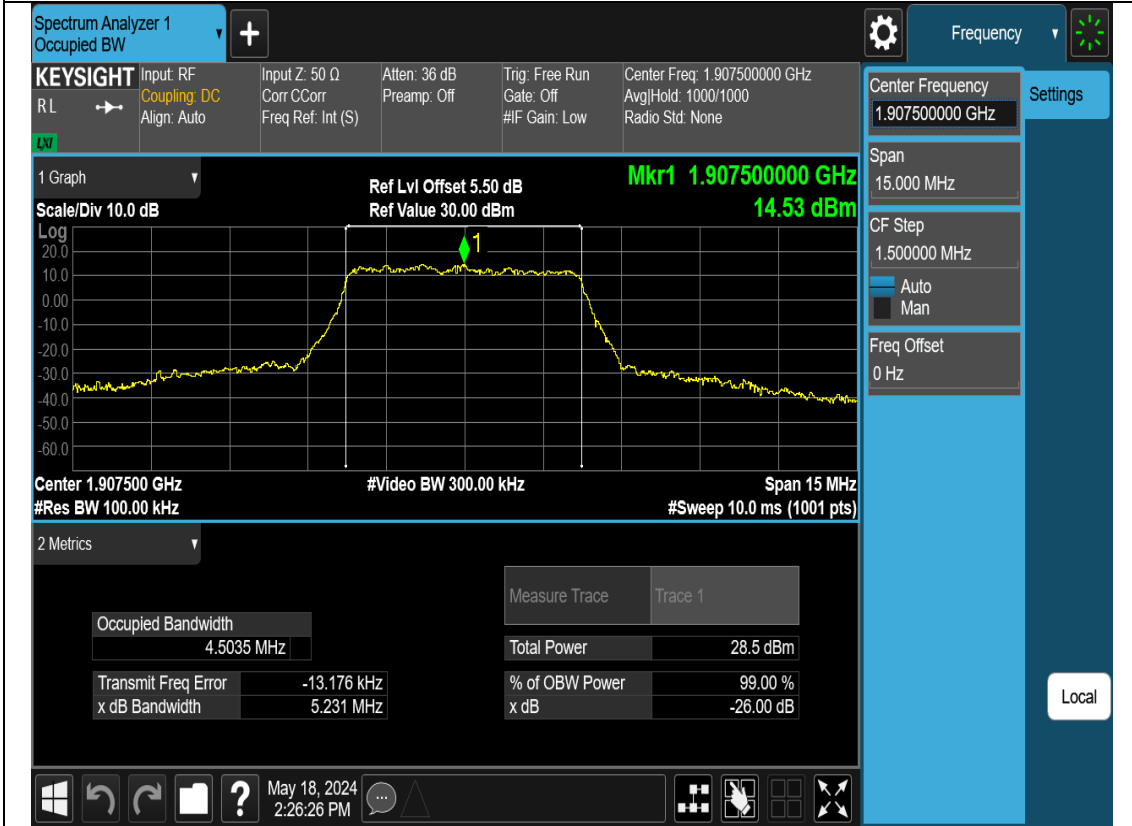 Spectrum Analyzer 1
Occupied BW
+
Frequency
KEYSIGHT
R L
LXI
Input: RF
Coupling: DC
Align: Auto
Input Z: 50 Ω
Corr CCorr
Freq Ref: Int (S)
Atten: 36 dB
Preamp: Off
Trig: Free Run
Gate: Off
#IF Gain: Low
Center Freq: 1.907500000 GHz
Avg|Hold: 1000/1000
Radio Std: None
Center Frequency
1.907500000 GHz
Settings
Span
15.000 MHz
CF Step
1.500000 MHz
Auto
Man
Freq Offset
0 Hz
Local
1 Graph
Scale/Div 10.0 dB
Ref Lvl Offset 5.50 dB
Ref Value 30.00 dBm
Mkr1 1.907500000 GHz
14.53 dBm
Log
20.0
10.0
0.00
-10.0
-20.0
-30.0
-40.0
-50.0
-60.0
1
Center 1.907500 GHz
#Res BW 100.00 kHz
#Video BW 300.00 kHz
Span 15 MHz
#Sweep 10.0 ms (1001 pts)
2 Metrics
Measure Trace Trace 1
Occupied Bandwidth
4.5035 MHz
Total Power 28.5 dBm
Transmit Freq Error -13.176 kHz
% of OBW Power 99.00 %
x dB Bandwidth 5.231 MHz
x dB -26.00 dB
?
May 18, 2024
2:26:26 PM